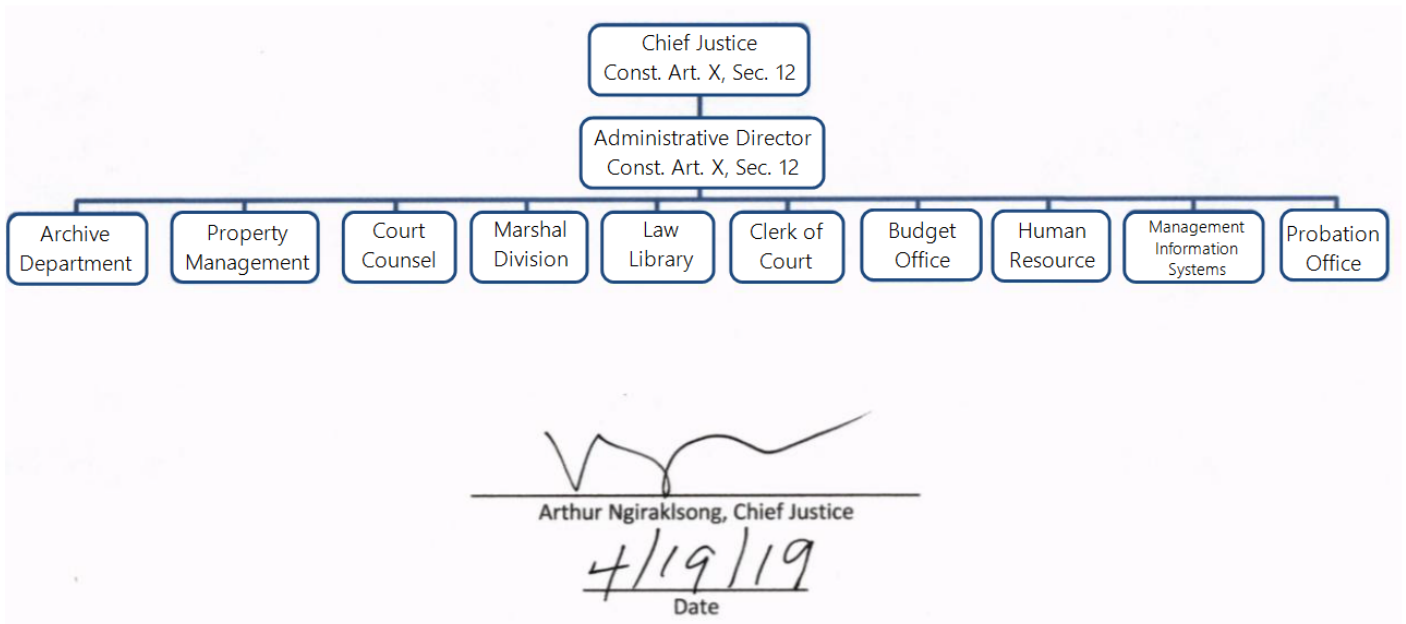 Chief Justice
Const. Art. X, Sec. 12
Administrative Director
Const. Art. X, Sec. 12
Archive
Department
Property
Management
Court
Counsel
Marshal
Division
Law
Library
Clerk of
Court
Budget
Office
Human
Resource
Management
Information
Systems
Probation
Office
Arthur Ngiraklsong, Chief Justice
4/19/19
Date